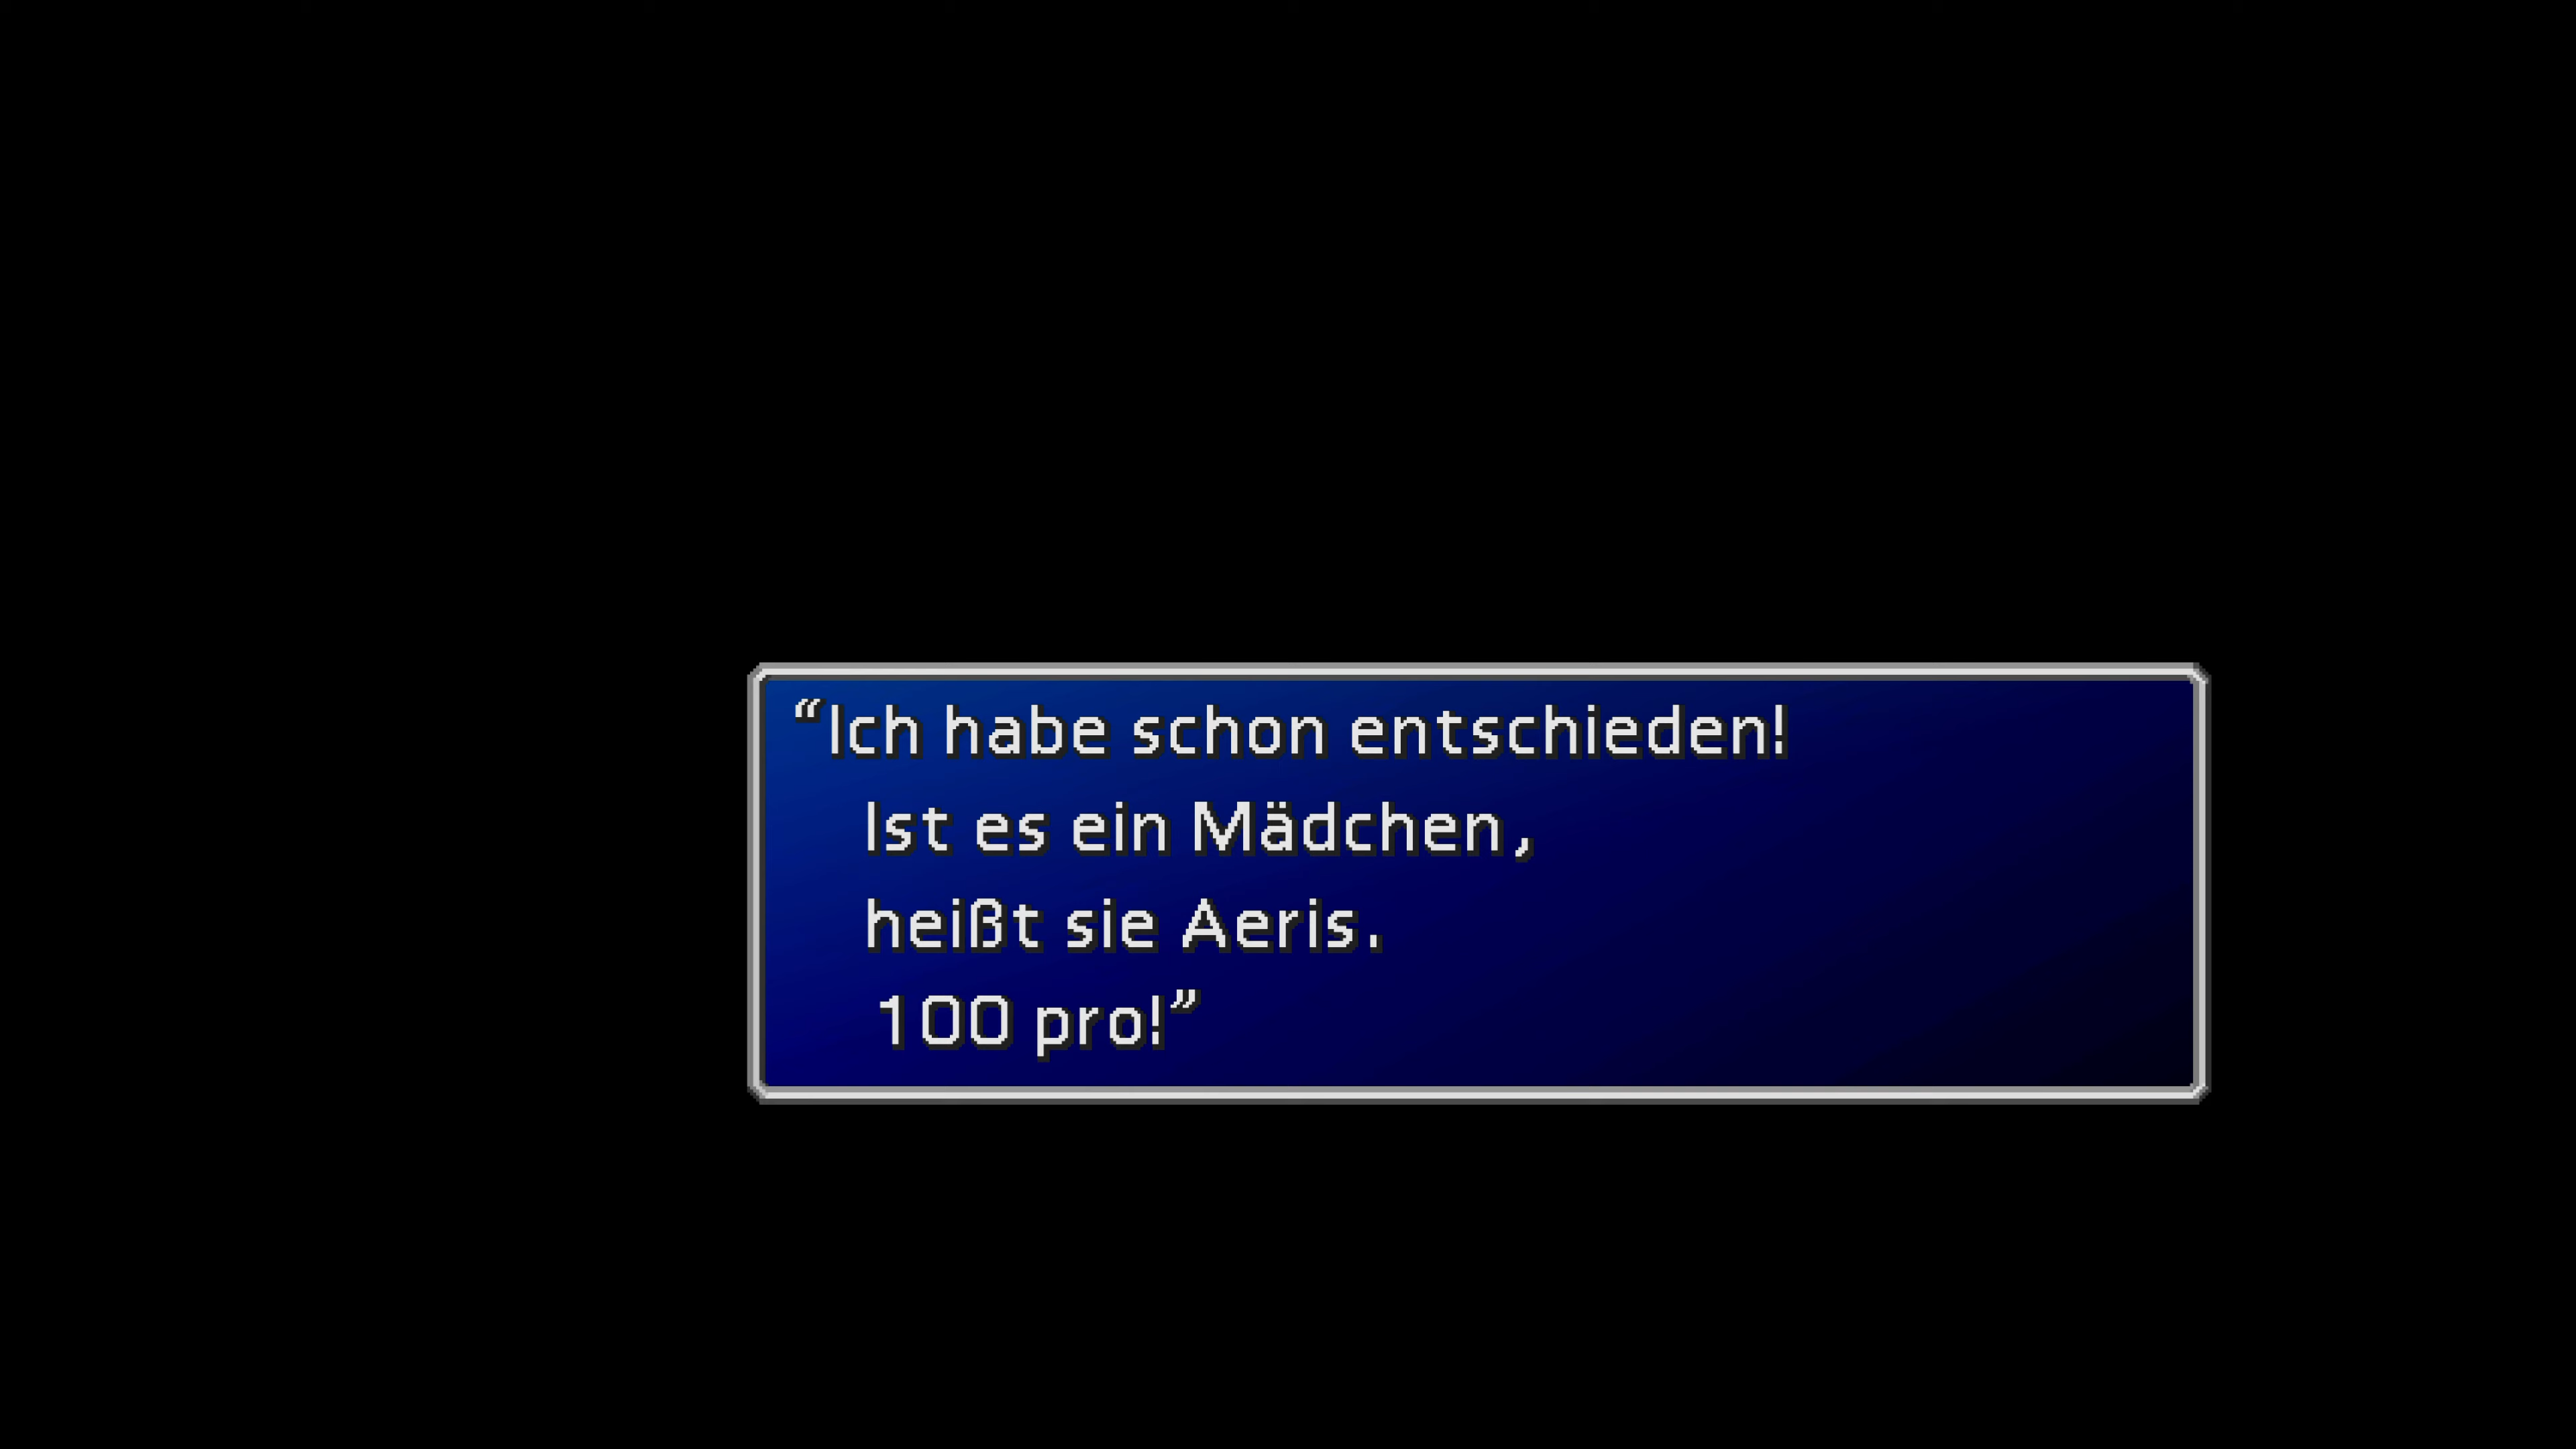 “Ich habe schon entschieden!
Ist es ein Mädchen,
heißt sie Aeris.
100 pro!”